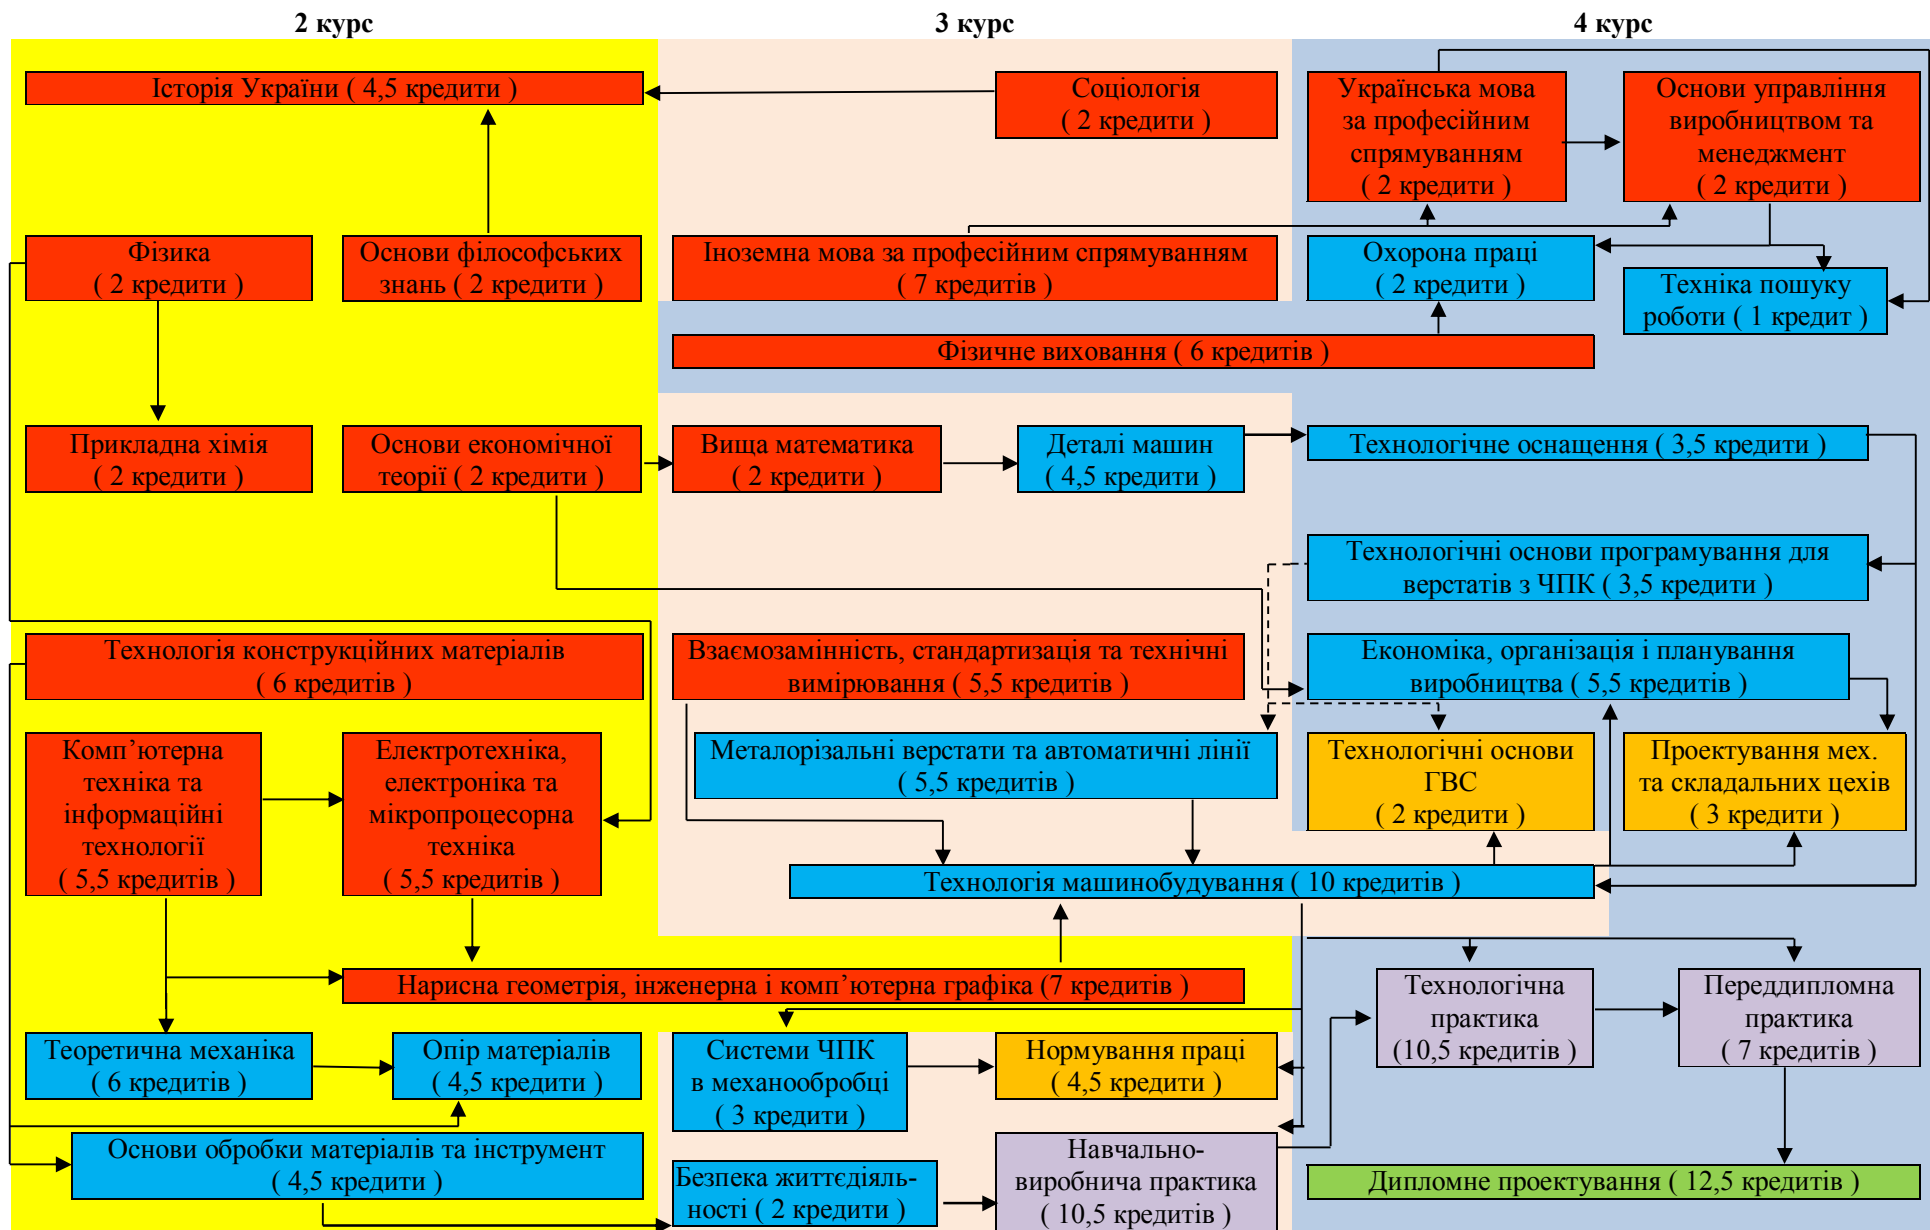 2 курс
3 курс
4 курс
Історія України ( 4,5 кредити )
Соціологія
( 2 кредити )
Українська мова
за професійним
спрямуванням
( 2 кредити )
Основи управління
виробництвом та
менеджмент
( 2 кредити )
Фізика
( 2 кредити )
Основи філософських
знань ( 2 кредити )
Іноземна мова за професійним спрямуванням
( 7 кредитів )
Охорона праці
( 2 кредити )
Техніка пошуку
роботи ( 1 кредит )
Фізичне виховання ( 6 кредитів )
Прикладна хімія
( 2 кредити )
Основи економічної
теорії ( 2 кредити )
Вища математика
( 2 кредити )
Деталі машин
( 4,5 кредити )
Технологічне оснащення ( 3,5 кредити )
Технологічні основи програмування для
верстатів з ЧПК ( 3,5 кредити )
Технологія конструкційних матеріалів
( 6 кредитів )
Взаємозамінність, стандартизація та технічні
вимірювання ( 5,5 кредитів )
Економіка, організація і планування
виробництва ( 5,5 кредитів )
Комп’ютерна
техніка та
інформаційні
технології
( 5,5 кредитів )
Електротехніка,
електроніка та
мікропроцесорна
техніка
( 5,5 кредитів )
Металорізальні верстати та автоматичні лінії
( 5,5 кредитів )
Технологічні основи
ГВС
( 2 кредити )
Проектування мех.
та складальних цехів
( 3 кредити )
Технологія машинобудування ( 10 кредитів )
Нарисна геометрія, інженерна і комп’ютерна графіка (7 кредитів )
Технологічна
практика
(10,5 кредитів )
Переддипломна
практика
( 7 кредитів )
Теоретична механіка
( 6 кредитів )
Опір матеріалів
( 4,5 кредити )
Системи ЧПК
в механообробці
( 3 кредити )
Нормування праці
( 4,5 кредити )
Основи обробки матеріалів та інструмент
( 4,5 кредити )
Безпека життєдіяль-
ності ( 2 кредити )
Навчально-
виробнича практика
( 10,5 кредитів )
Дипломне проектування ( 12,5 кредитів )